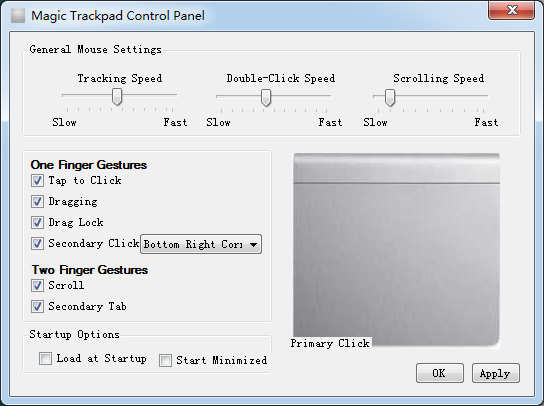 Magic Trackpad Control Panel
General Mouse Settings
Tracking Speed Double-Click Speed Scrolling Speed
Slow Fast Slow Fast Slow Fast
One Finger Gestures
Tap to Click
Dragging
Drag Lock
Secondary Click Bottom Right Cor
Two Finger Gestures
Scroll
Secondary Tab
Primary Click
Startup Options
Load at Startup Start Minimized
OK Apply